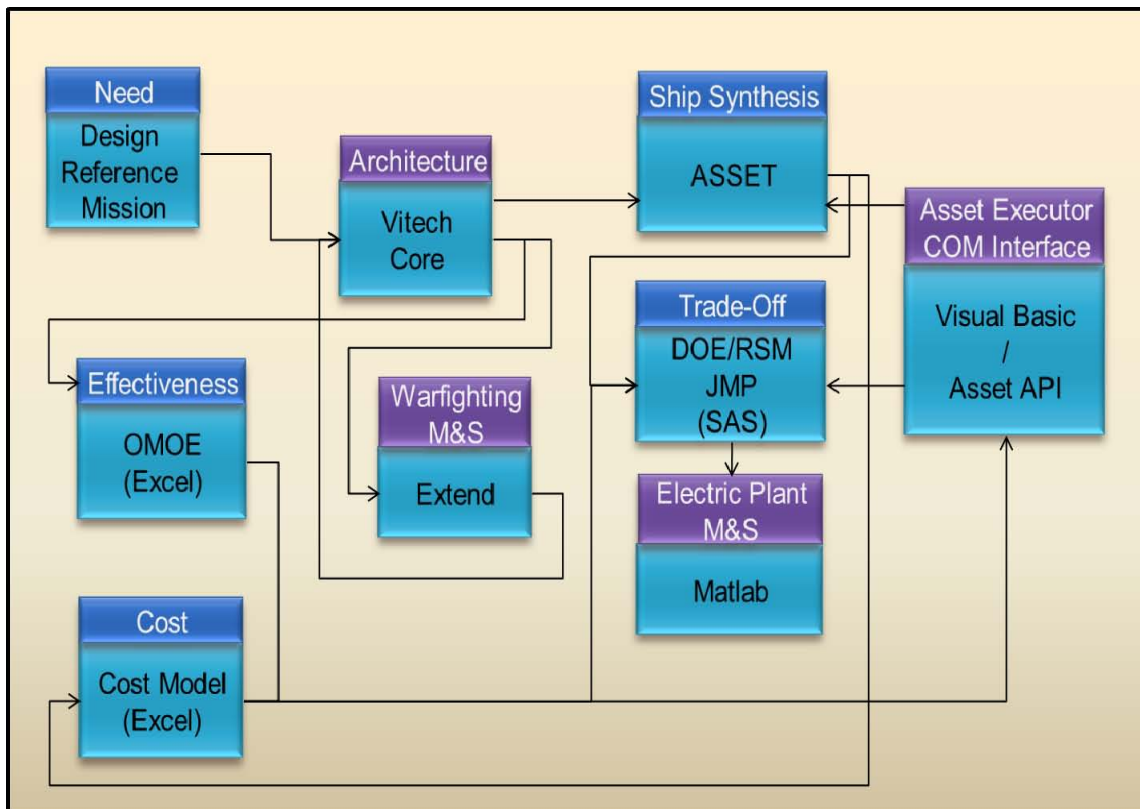 Need
Design
Reference
Mission
Architecture
Vitech
Core
Ship Synthesis
ASSET
Asset Executor
COM Interface
Visual Basic
/
Asset API
Effectiveness
OMOE
(Excel)
Warfighting
M&S
Extend
Trade-Off
DOE/RSM
JMP
(SAS)
Electric Plant
M&S
Matlab
Cost
Cost Model
(Excel)